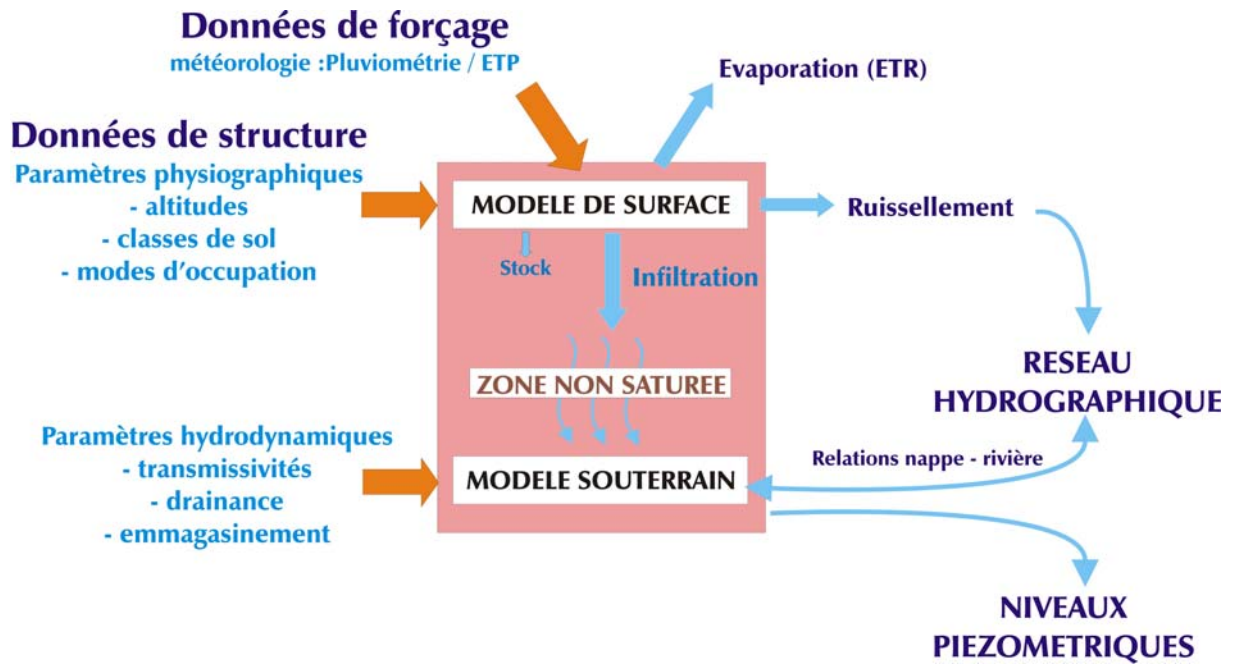 Données de forçage
météorologie :Pluviométrie / ETP
Evaporation (ETR)
Données de structure
Paramètres physiographiques
- altitudes
- classes de sol
- modes d'occupation
MODELE DE SURFACE
Ruissellement
Stock
Infiltration
ZONE NON SATUREE
RESEAU
HYDROGRAPHIQUE
Paramètres hydrodynamiques
- transmissivités
- drainance
- emmagasinement
MODELE SOUTERRAIN
Relations nappe - rivière
NIVEAUX
PIEZOMETRIQUES